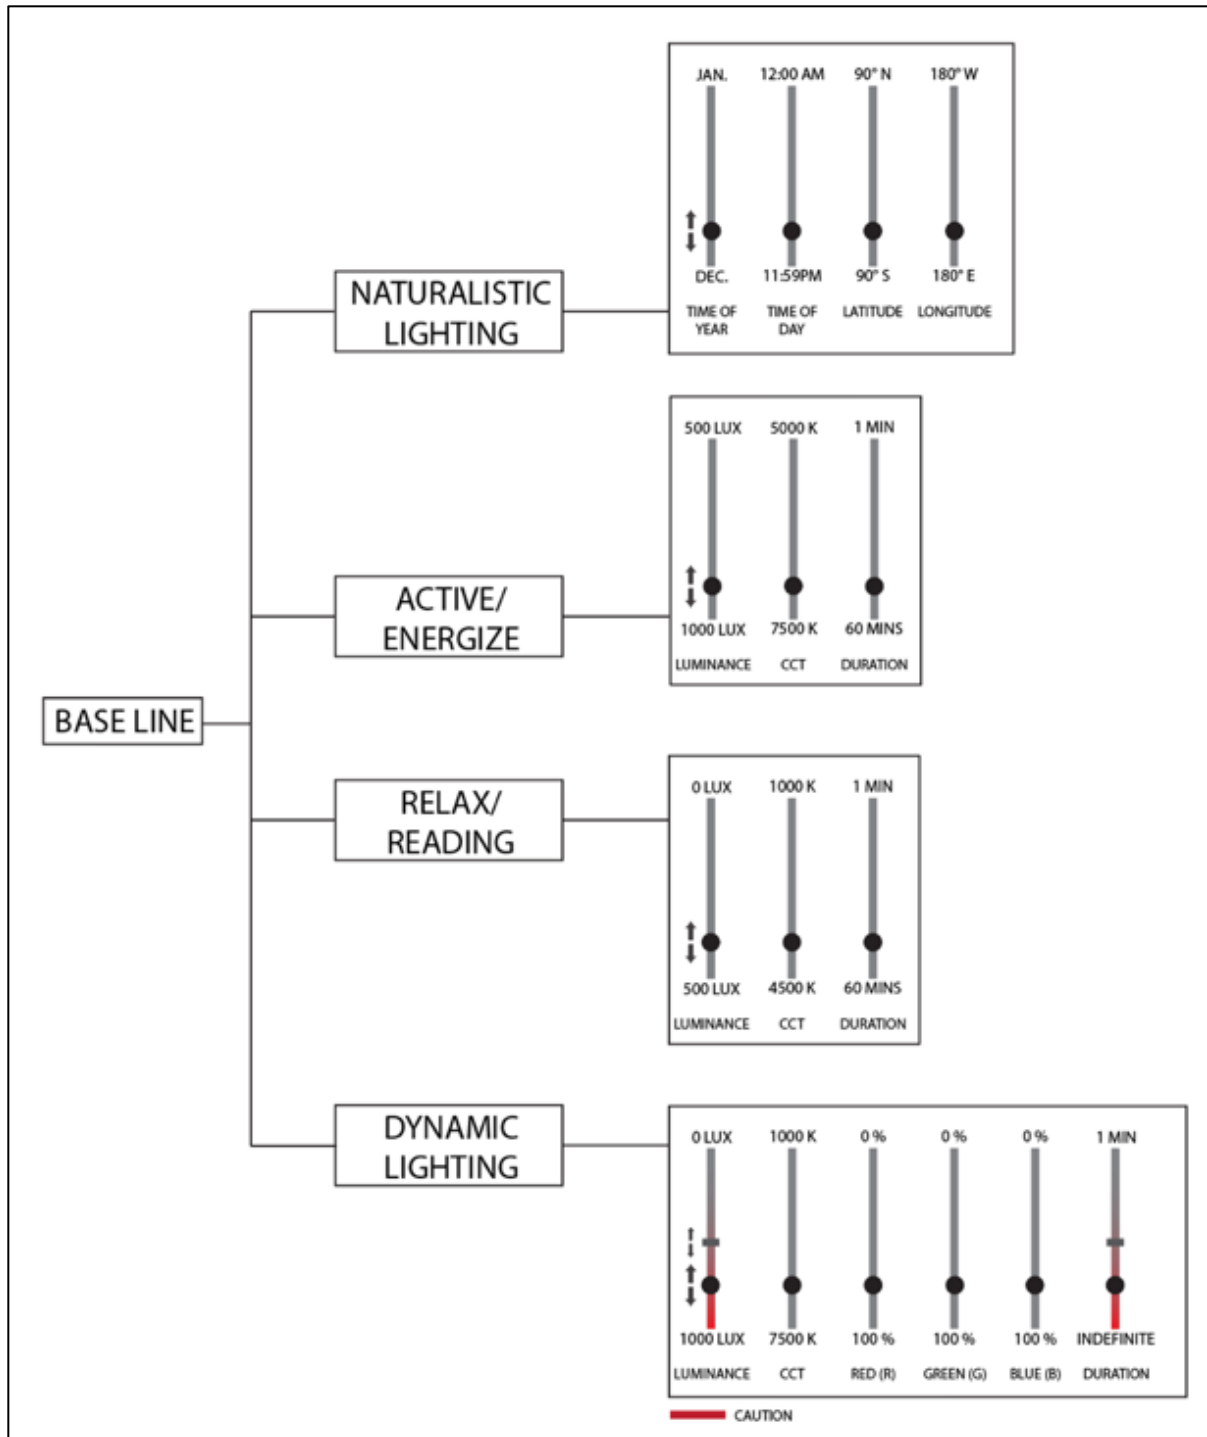 JAN. 12:00 AM 90° N 180° W
DEC. 11:59PM 90° S 180° E
TIME OF YEAR TIME OF DAY LATITUDE LONGITUDE
NATURALISTIC
LIGHTING
500 LUX 5000 K 1 MIN
1000 LUX 7500 K 60 MINS
LUMINANCE CCT DURATION
ACTIVE/
ENERGIZE
BASE LINE
0 LUX 1000 K 1 MIN
500 LUX 4500 K 60 MINS
LUMINANCE CCT DURATION
RELAX/
READING
0 LUX 1000 K 0 % 0 % 0 % 1 MIN
1000 LUX 7500 K 100 % 100 % 100 % INDEFINITE
LUMINANCE CCT RED (R) GREEN (G) BLUE (B) DURATION
DYNAMIC
LIGHTING
CAUTION